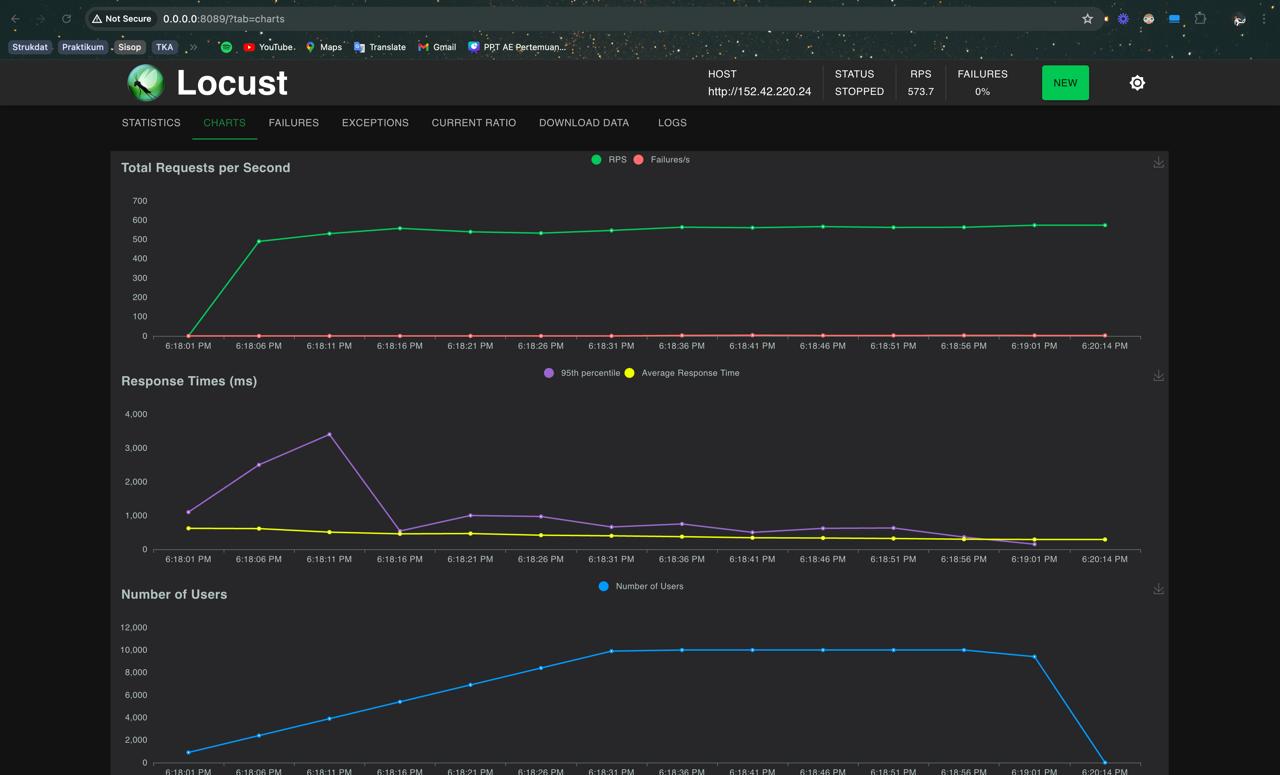 Not Secure 0.0.0.0:8089/?tab=charts
Strukdat Praktikum Sisop TKA YouTube Maps Translate Gmail PPT AE Pertemuan...
Locust
HOST STATUS RPS FAILURES
http://152.42.220.24 STOPPED 573.7 0%
NEW
STATISTICS CHARTS FAILURES EXCEPTIONS CURRENT RATIO DOWNLOAD DATA LOGS
Total Requests per Second
RPS Failures/s
700
600
500
400
300
200
100
0
6:18:01 PM 6:18:06 PM 6:18:11 PM 6:18:16 PM 6:18:21 PM 6:18:26 PM 6:18:31 PM 6:18:36 PM 6:18:41 PM 6:18:46 PM 6:18:51 PM 6:18:56 PM 6:19:01 PM 6:20:14 PM
Response Times (ms)
95th percentile Average Response Time
4,000
3,000
2,000
1,000
0
6:18:01 PM 6:18:06 PM 6:18:11 PM 6:18:16 PM 6:18:21 PM 6:18:26 PM 6:18:31 PM 6:18:36 PM 6:18:41 PM 6:18:46 PM 6:18:51 PM 6:18:56 PM 6:19:01 PM 6:20:14 PM
Number of Users
Number of Users
12,000
10,000
8,000
6,000
4,000
2,000
0
6:18:01 PM 6:18:06 PM 6:18:11 PM 6:18:16 PM 6:18:21 PM 6:18:26 PM 6:18:31 PM 6:18:36 PM 6:18:41 PM 6:18:46 PM 6:18:51 PM 6:18:56 PM 6:19:01 PM 6:20:14 PM